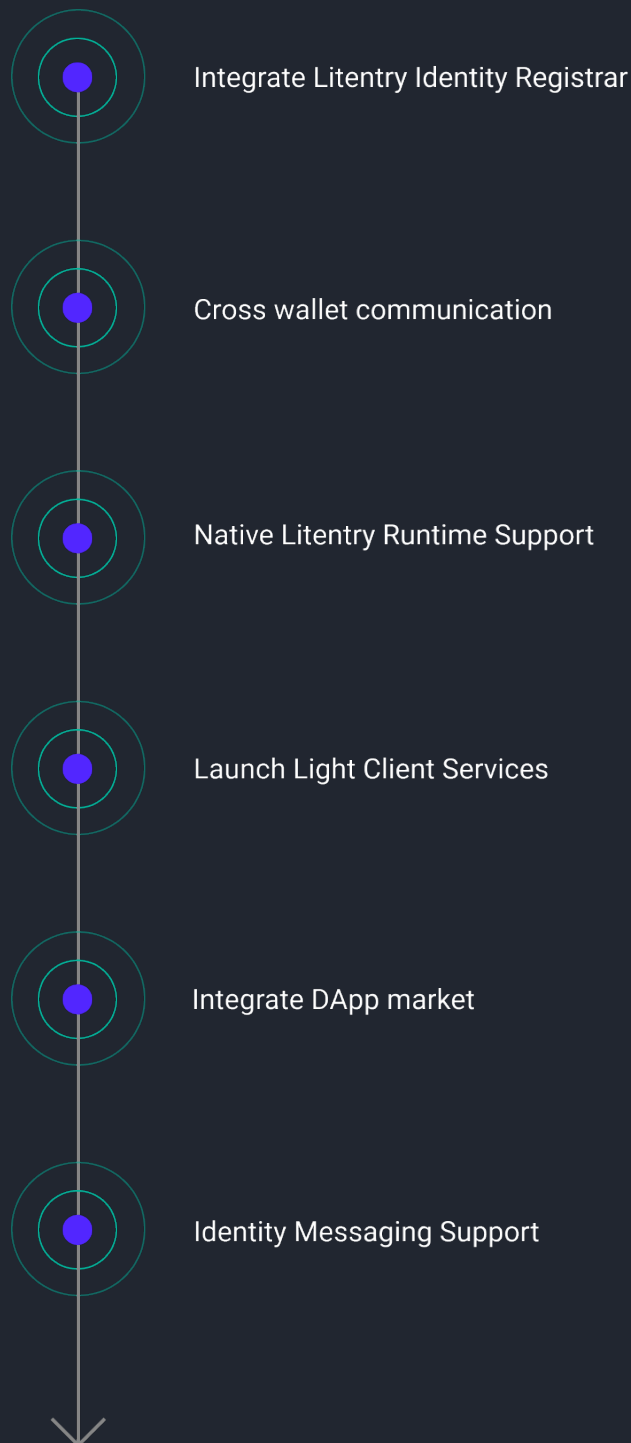 Integrate Litentry Identity Registrar
Cross wallet communication
Native Litentry Runtime Support
Launch Light Client Services
Integrate DApp market
Identity Messaging Support